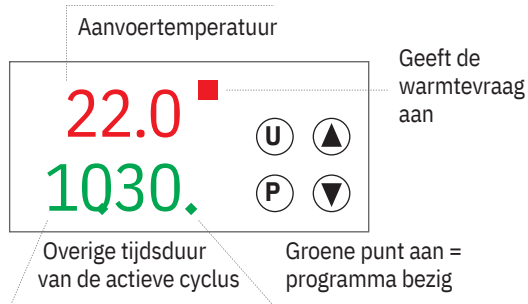 Aanvoertemperatuur
Geeft de
warmtevraag
aan
22.0
U
1030.
P
Overige tijdsduur
van de actieve cyclus
Groene punt aan =
programma bezig